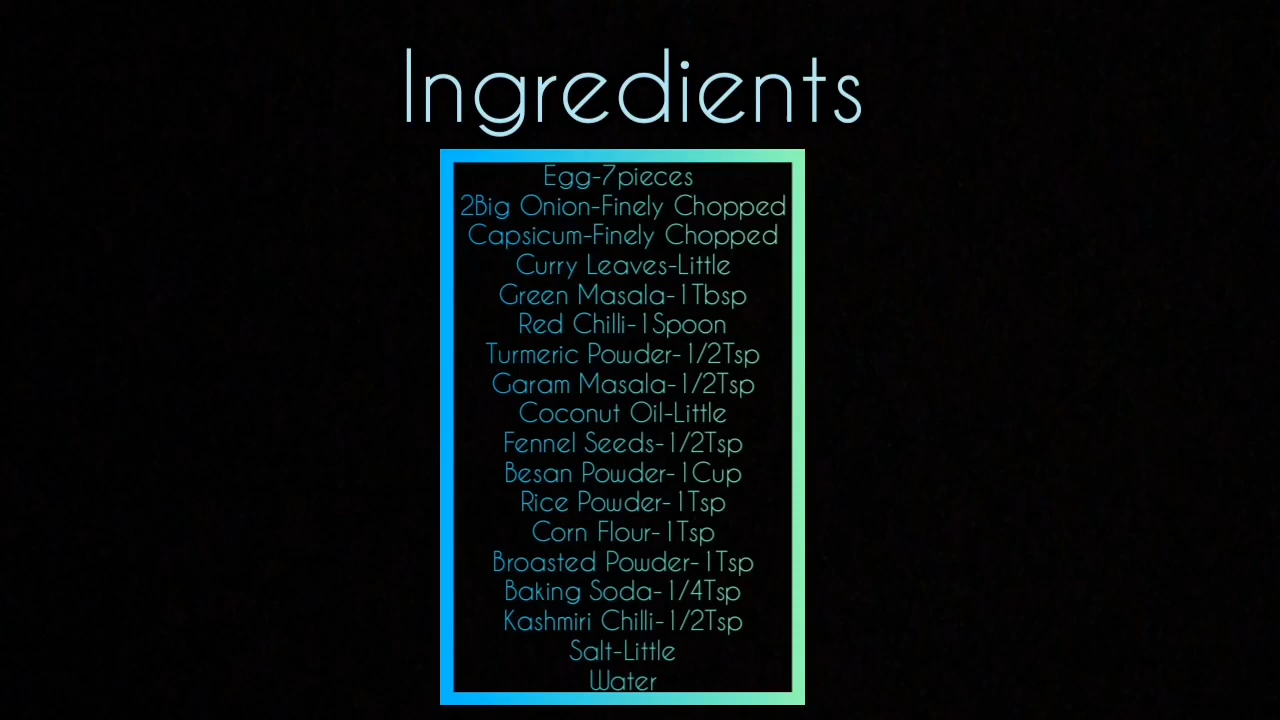 Ingredients
Egg-7pieces
2Big Onion-Finely Chopped
Capsicum-Finely Chopped
Curry Leaves-Little
Green Masala-1Tbsp
Red Chilli-1Spoon
Turmeric Powder-1/2Tsp
Garam Masala-1/2Tsp
Coconut Oil-Little
Fennel Seeds-1/2Tsp
Besan Powder-1Cup
Rice Powder-1Tsp
Corn Flour-1Tsp
Broasted Powder-1Tsp
Baking Soda-1/4Tsp
Kashmiri Chilli-1/2Tsp
Salt-Little
Water